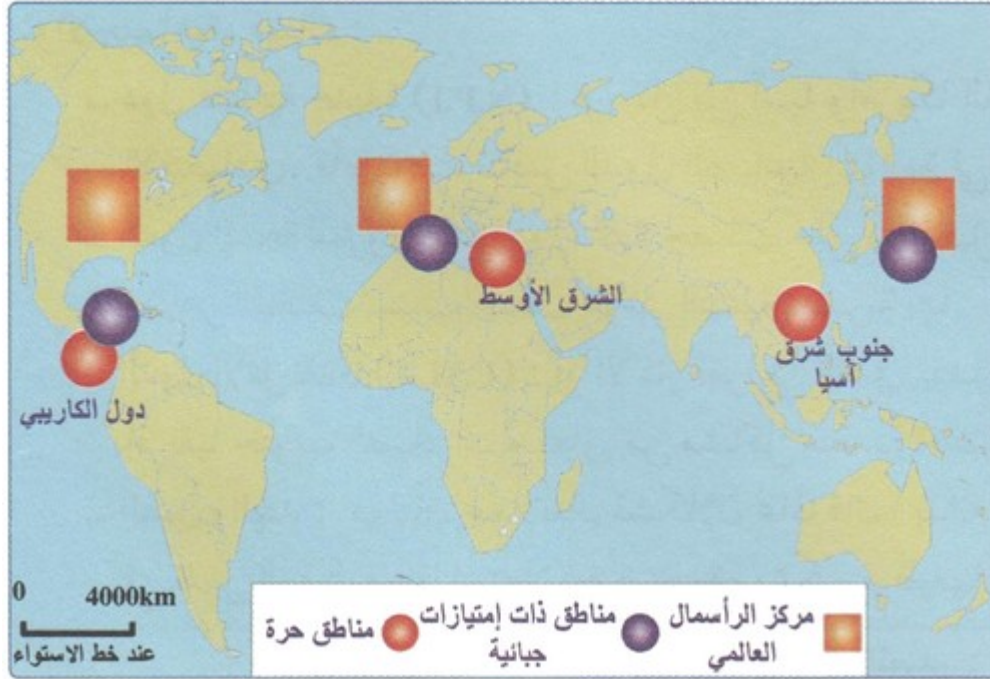 الشرق الأوسط
جنوب شرق
آسيا
دول الكاريبي
0 4000km
عند خط الاستواء
مركز الرأسمال
العالمي
مناطق ذات إمتيازات
جبائية
مناطق حرة